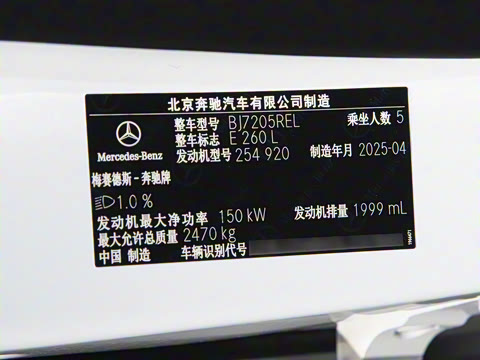 北京奔驰汽车有限公司制造
整车型号 BJ7205REL 乘坐人数 5
整车标志 E 260 L
发动机型号 254 920 制造年月 2025-04
Mercedes-Benz
梅赛德斯-奔驰牌
1.0 %
发动机最大净功率 150 kW 发动机排量 1999 mL
最大允许总质量 2470 kg
中国 制造 车辆识别代号